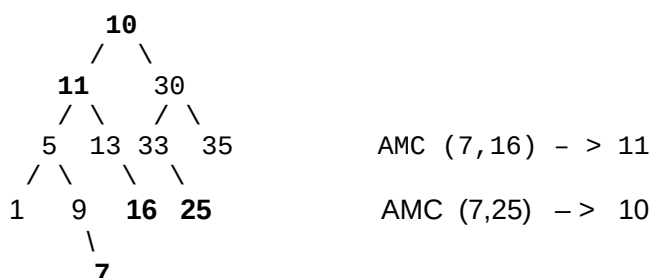 10
/ \
11 30
/ \ / \
5 13 33 35 AMC (7,16) – > 11
/ \ \ \
1 9 16 25 AMC (7,25) – > 10
\
7